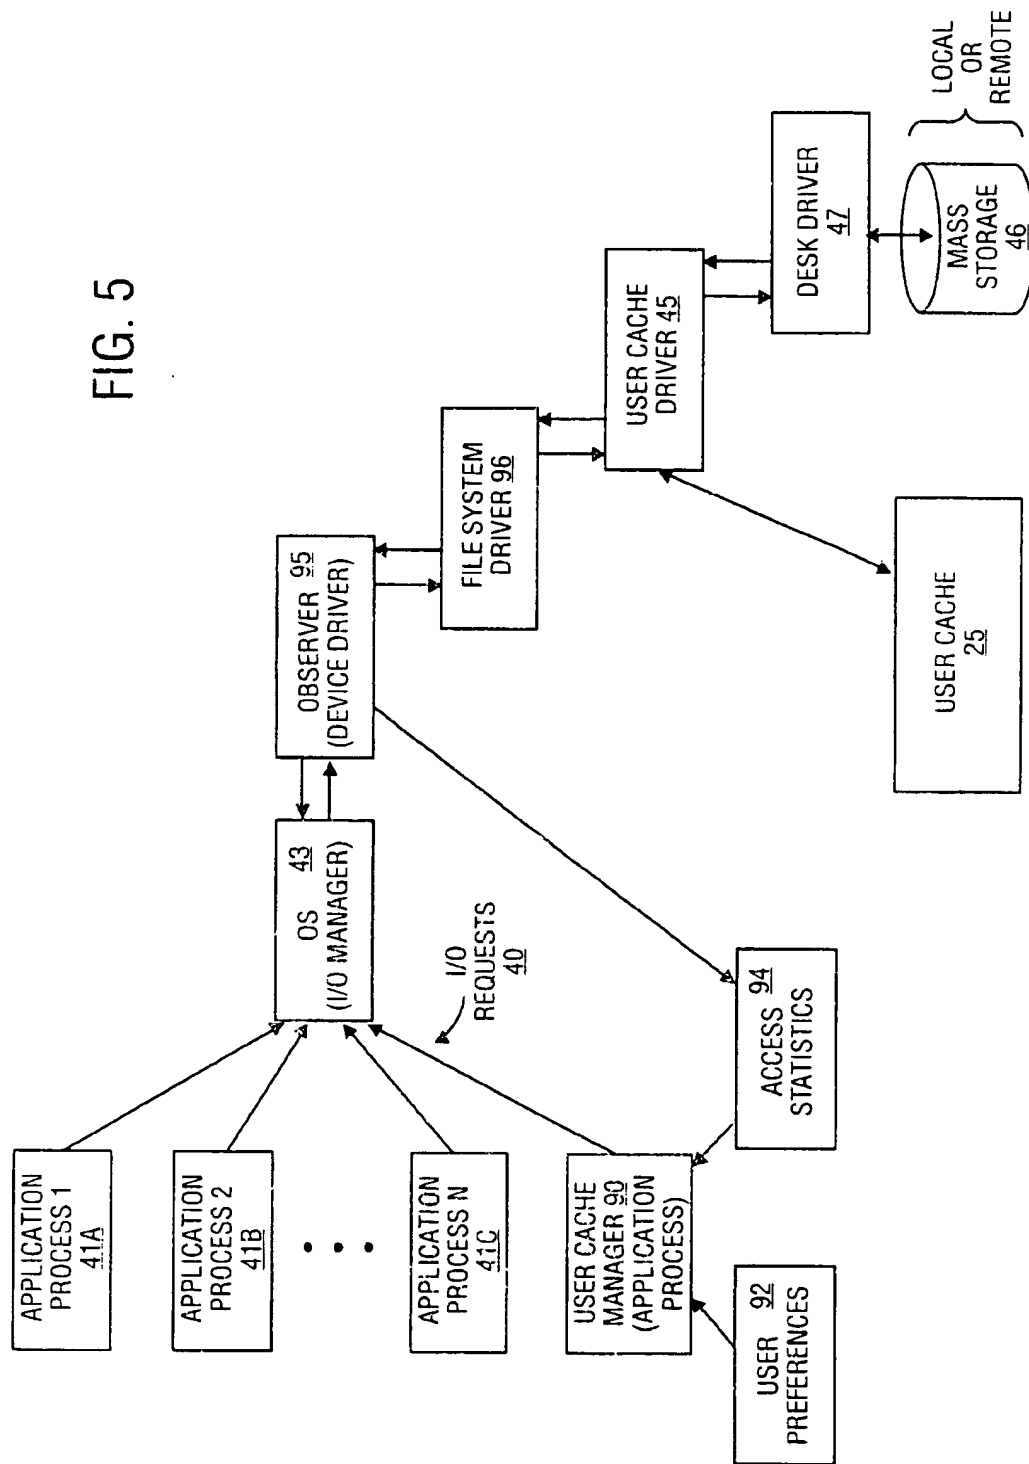 FIG. 5
APPLICATION
PROCESS 1
41A
APPLICATION
PROCESS 2
41B
APPLICATION
PROCESS N
41C
USER CACHE
MANAGER 90
(APPLICATION
PROCESS)
USER 92
PREFERENCES
OS 43
(I/O MANAGER)
I/O
REQUESTS
40
ACCESS 94
STATISTICS
OBSERVER 95
(DEVICE DRIVER)
FILE SYSTEM
DRIVER 96
USER CACHE
DRIVER 45
USER CACHE
25
DESK DRIVER
47
MASS
STORAGE
46
LOCAL
OR
REMOTE